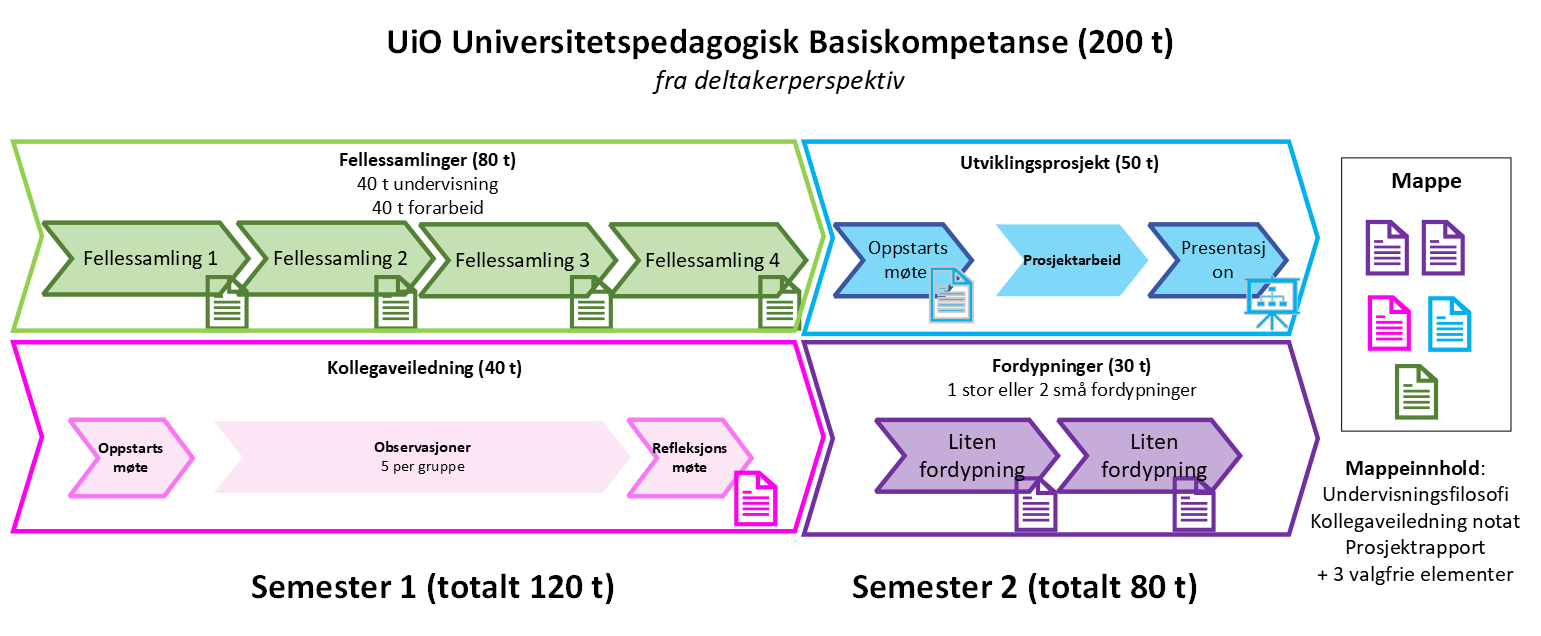 UiO Universitetspedagogisk Basiskompetanse (200 t)
fra deltakerperspektiv
Fellessamlinger (80 t)
40 t undervisning
40 t forarbeid
Fellessamling 1
Fellessamling 2
Fellessamling 3
Fellessamling 4
Utviklingsprosjekt (50 t)
Oppstarts
møte
Prosjektarbeid
Presentasj
on
Mappe
Kollegaveiledning (40 t)
Oppstarts
møte
Observasjoner
5 per gruppe
Refleksjons
møte
Fordypninger (30 t)
1 stor eller 2 små fordypninger
Liten
fordypning
Liten
fordypning
Mappeinnhold:
Undervisningsfilosofi
Kollegaveiledning notat
Prosjektrapport
+ 3 valgfrie elementer
Semester 1 (totalt 120 t)
Semester 2 (totalt 80 t)